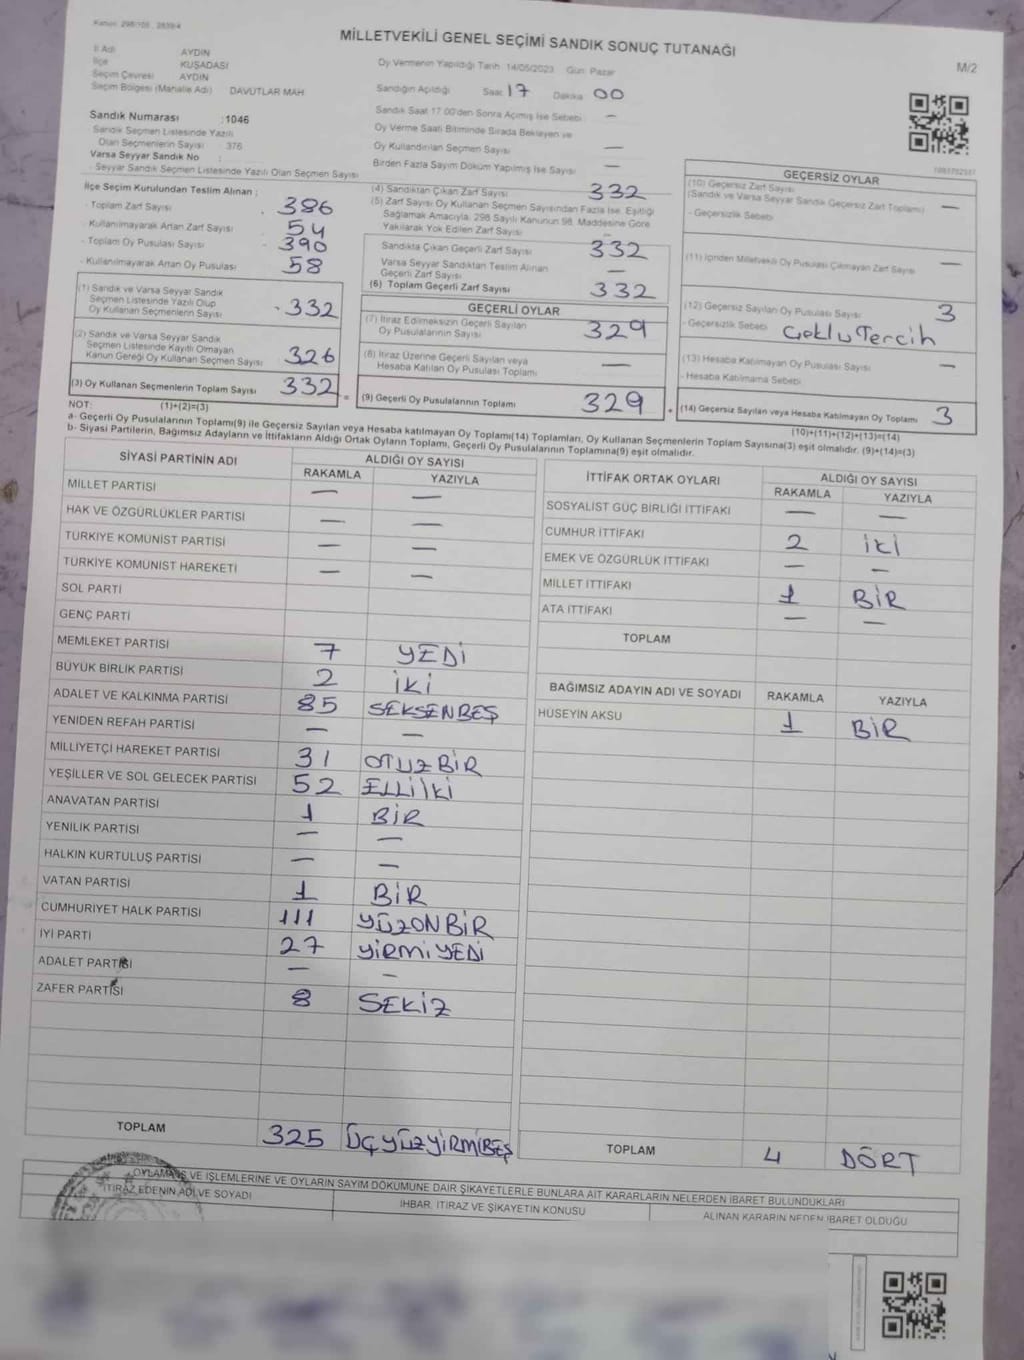 Kanun: 298/105 , 2839/4
MİLLETVEKİLİ GENEL SEÇİMİ SANDIK SONUÇ TUTANAĞI
M/2
İl Adı AYDIN
İlçe KUŞADASI
Seçim Çevresi AYDIN
Seçim Bölgesi (Mahalle Adı) DAVUTLAR MAH.
Oy Vermenin Yapıldığı Tarih: 14/05/2023 Gün: Pazar
Sandığın Açıldığı Saat 17 Dakika 00
Sandık Saat 17:00'den Sonra Açılmış İse Sebebi: —
Oy Verme Saati Bitiminde Sırada Bekleyen ve
Oy Kullandırılan Seçmen Sayısı —
Birden Fazla Sayım Döküm Yapılmış İse Sayısı: —
Sandık Numarası :1046
- Sandık Seçmen Listesinde Yazılı
Olan Seçmenlerin Sayısı 376
Varsa Seyyar Sandık No :
- Seyyar Sandık Seçmen Listesinde Yazılı Olan Seçmen Sayısı
İlçe Seçim Kurulundan Teslim Alınan :
- Toplam Zarf Sayısı 386
- Kullanılmayarak Artan Zarf Sayısı 54
- Toplam Oy Pusulası Sayısı 390
- Kullanılmayarak Artan Oy Pusulası 58
(1) Sandık ve Varsa Seyyar Sandık
Seçmen Listesinde Yazılı Olup
Oy Kullanan Seçmenlerin Sayısı 332
(2) Sandık ve Varsa Seyyar Sandık
Seçmen Listesinde Kayıtlı Olmayan
Kanun Gereği Oy Kullanan Seçmen Sayısı 326
(3) Oy Kullanan Seçmenlerin Toplam Sayısı 332 =
(4) Sandıktan Çıkan Zarf Sayısı 332
(5) Zarf Sayısı Oy Kullanan Seçmen Sayısından Fazla İse, Eşitliği
Sağlamak Amacıyla, 298 Sayılı Kanunun 98. Maddesine Göre
Yakılarak Yok Edilen Zarf Sayısı —
Sandıkta Çıkan Geçerli Zarf Sayısı 332
Varsa Seyyar Sandıktan Teslim Alınan
Geçerli Zarf Sayısı —
(6) Toplam Geçerli Zarf Sayısı 332
GEÇERLİ OYLAR
(7) İtiraz Edilmeksizin Geçerli Sayılan
Oy Pusulalarının Sayısı 329
(8) İtiraz Üzerine Geçerli Sayılan veya
Hesaba Katılan Oy Pusulası Toplamı —
(9) Geçerli Oy Pusulalarının Toplamı 329 +
GEÇERSİZ OYLAR
(10) Geçersiz Zarf Sayısı
(Sandık ve Varsa Seyyar Sandık Geçersiz Zarf Toplamı) —
- Geçersizlik Sebebi
(11) İçinden Milletvekili Oy Pusulası Çıkmayan Zarf Sayısı —
(12) Geçersiz Sayılan Oy Pusulası Sayısı 3
- Geçersizlik Sebebi Çoklu Tercih
(13) Hesaba Katılmayan Oy Pusulası Sayısı —
- Hesaba Katılmama Sebebi
(14) Geçersiz Sayılan veya Hesaba Katılmayan Oy Toplamı 3
NOT: (1)+(2)=(3)
(10)+(11)+(12)+(13)=(14)
a- Geçerli Oy Pusulalarının Toplamı(9) ile Geçersiz Sayılan veya Hesaba katılmayan Oy Toplamı(14) Toplamları, Oy Kullanan Seçmenlerin Toplam Sayısına(3) eşit olmalıdır. (9)+(14)=(3)
b- Siyasi Partilerin, Bağımsız Adayların ve İttifakların Aldığı Ortak Oyların Toplamı, Geçerli Oy Pusulalarının Toplamına(9) eşit olmalıdır.
SİYASİ PARTİNİN ADI ALDIĞI OY SAYISI
RAKAMLA YAZIYLA
MİLLET PARTİSİ — —
HAK VE ÖZGÜRLÜKLER PARTİSİ — —
TÜRKİYE KOMÜNİST PARTİSİ — —
TÜRKİYE KOMÜNİST HAREKETİ — —
SOL PARTİ
GENÇ PARTİ
MEMLEKET PARTİSİ 7 YEDİ
BÜYÜK BİRLİK PARTİSİ 2 İKİ
ADALET VE KALKINMA PARTİSİ 85 SEKSENBEŞ
YENİDEN REFAH PARTİSİ — —
MİLLİYETÇİ HAREKET PARTİSİ 31 OTUZBİR
YEŞİLLER VE SOL GELECEK PARTİSİ 52 ELLİİKİ
ANAVATAN PARTİSİ 1 BİR
YENİLİK PARTİSİ — —
HALKIN KURTULUŞ PARTİSİ — —
VATAN PARTİSİ 1 BİR
CUMHURİYET HALK PARTİSİ 111 YÜZONBİR
İYİ PARTİ 27 YİRMİYEDİ
ADALET PARTİSİ — —
ZAFER PARTİSİ 8 SEKİZ
TOPLAM 325 ÜÇYÜZYİRMİBEŞ
İTTİFAK ORTAK OYLARI ALDIĞI OY SAYISI
RAKAMLA YAZIYLA
SOSYALİST GÜÇ BİRLİĞİ İTTİFAKI — —
CUMHUR İTTİFAKI 2 İKİ
EMEK VE ÖZGÜRLÜK İTTİFAKI — —
MİLLET İTTİFAKI 1 BİR
ATA İTTİFAKI — —
TOPLAM
BAĞIMSIZ ADAYIN ADI VE SOYADI RAKAMLA YAZIYLA
HÜSEYİN AKSU 1 BİR
TOPLAM 4 DÖRT
OYLAMA İŞ VE İŞLEMLERİNE VE OYLARIN SAYIM DÖKÜMÜNE DAİR ŞİKAYETLERLE BUNLARA AİT KARARLARIN NELERDEN İBARET BULUNDUKLARI
İTİRAZ EDENİN ADI VE SOYADI İHBAR, İTİRAZ VE ŞİKAYETİN KONUSU ALINAN KARARIN NEDEN İBARET OLDUĞU